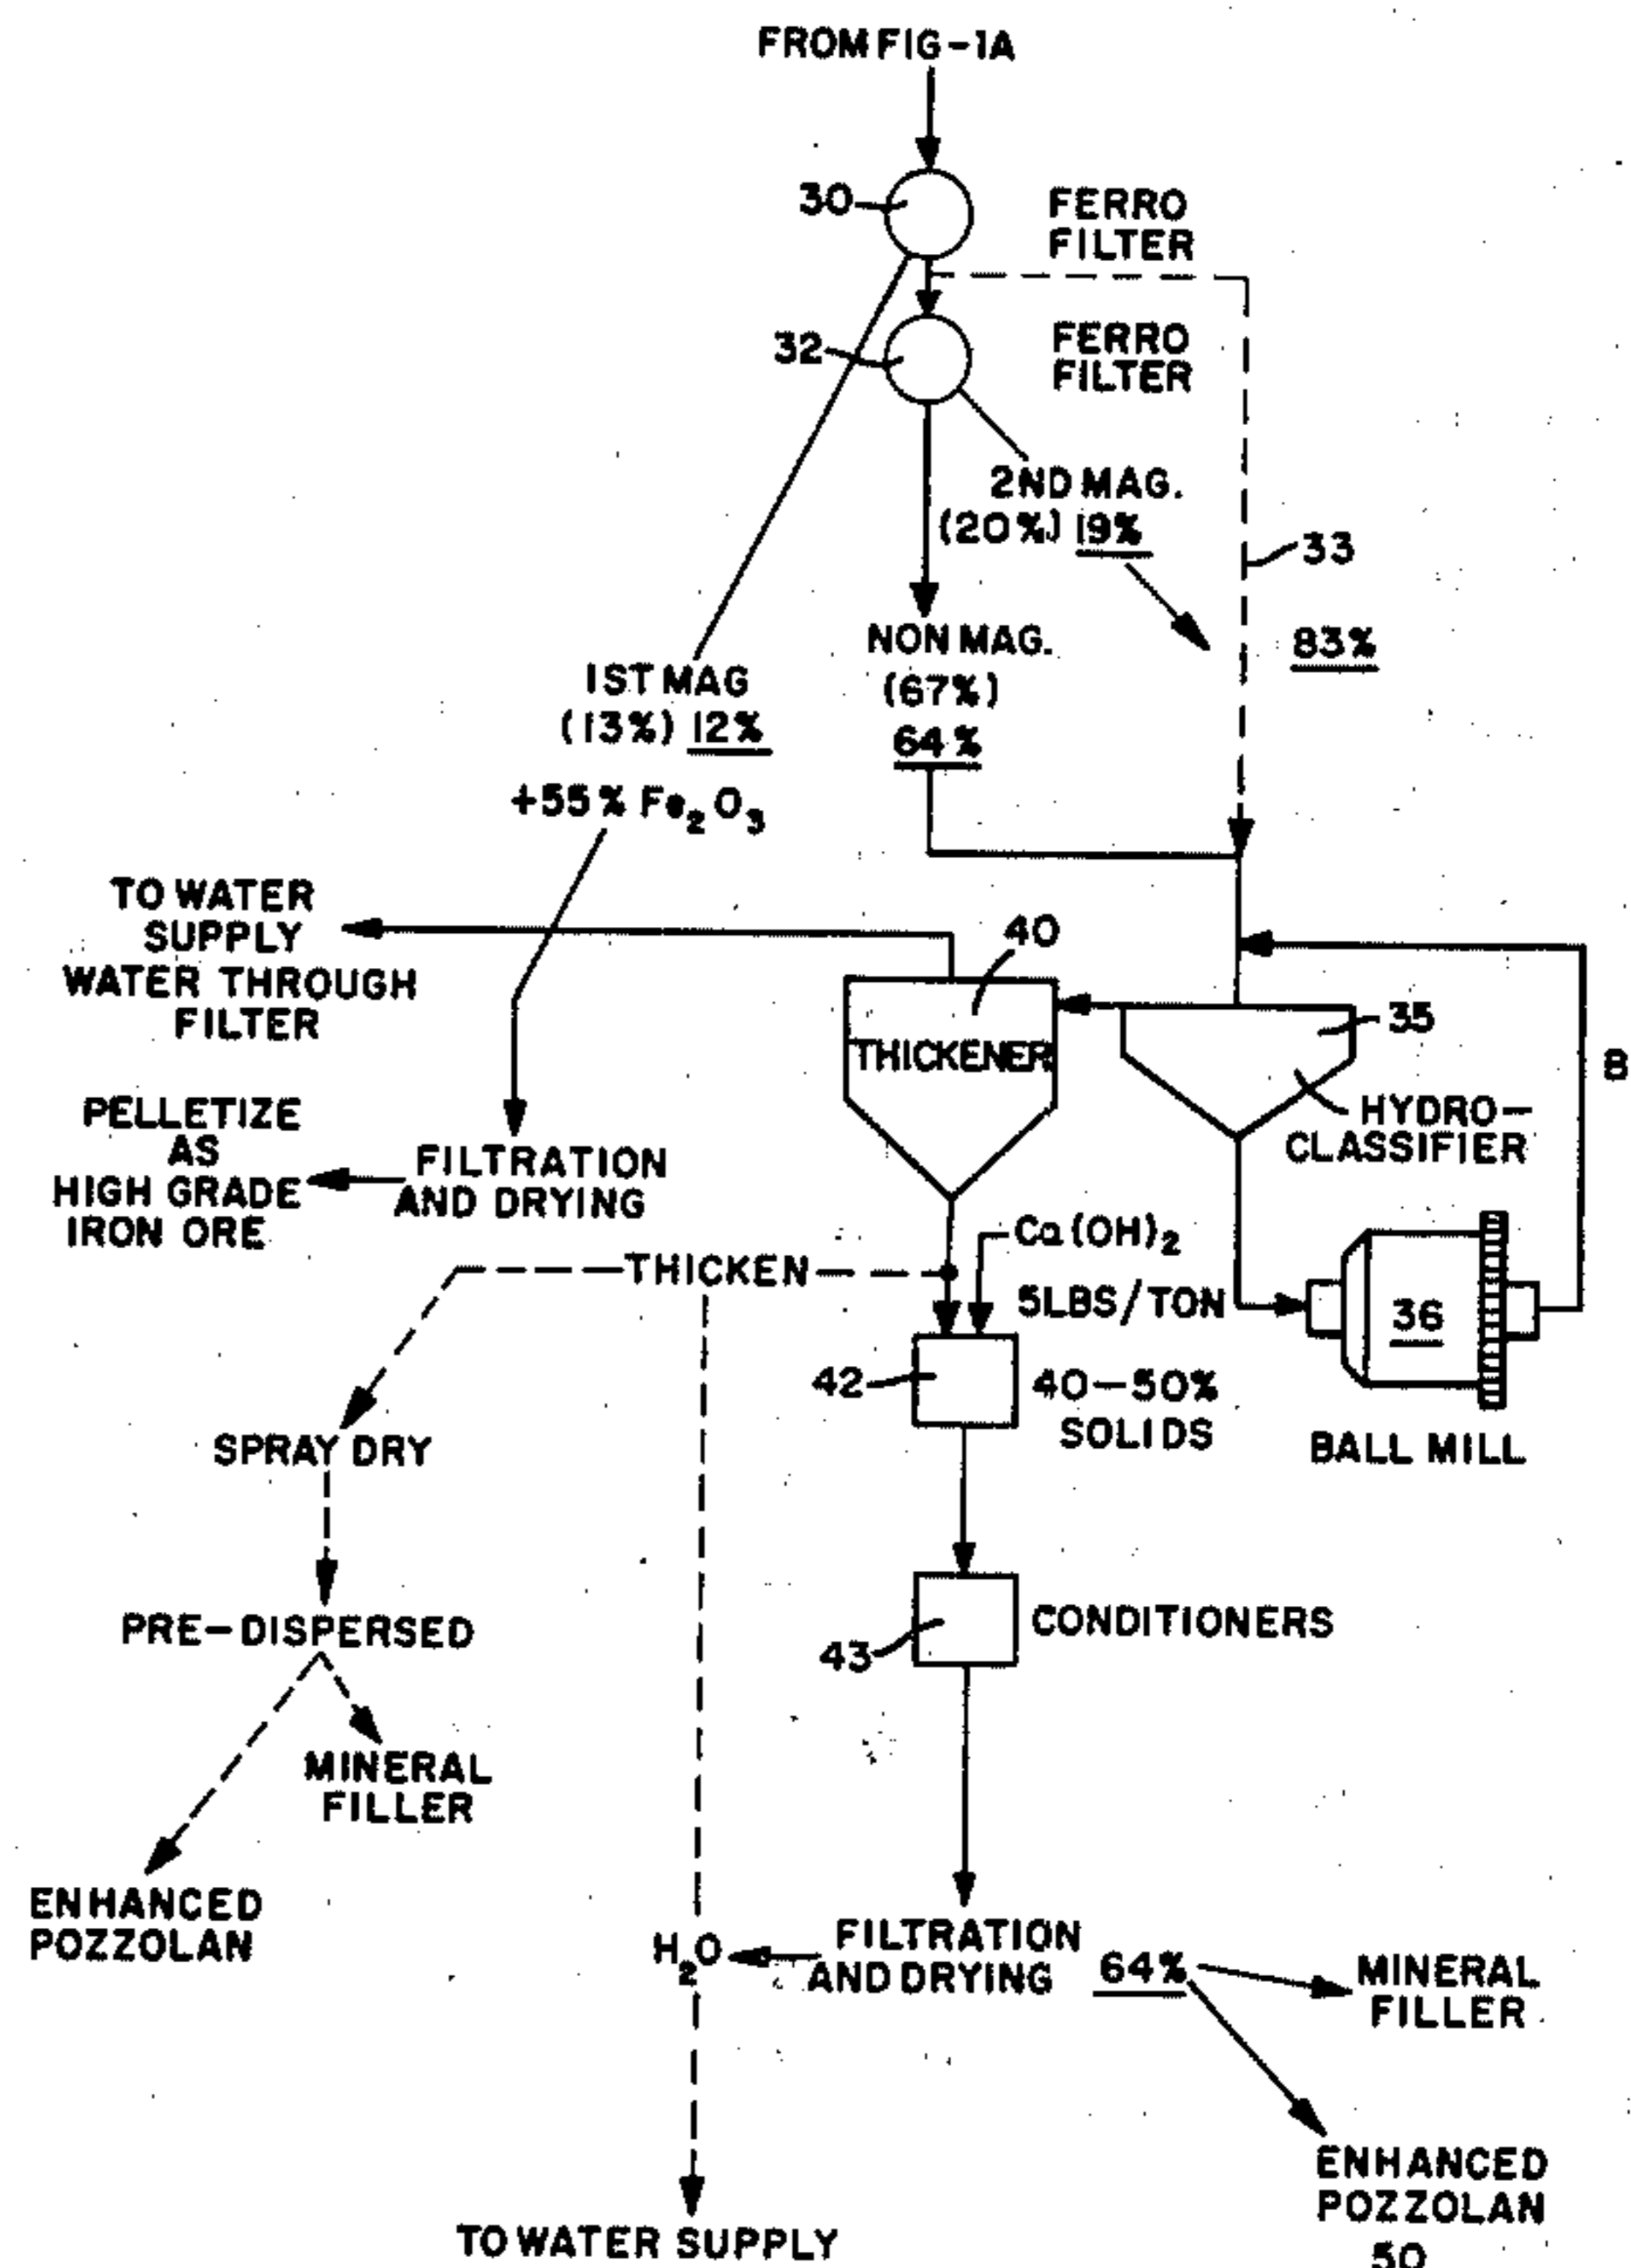 FROM FIG-1A
30
FERRO
FILTER
32
FERRO
FILTER
2ND MAG.
(20%) 19%
33
83%
NON MAG.
(67%)
64%
1ST MAG
(13%) 12%
+55% Fe2O3
TO WATER
SUPPLY
WATER THROUGH
FILTER
40
THICKENER
35
HYDRO-
CLASSIFIER
8
PELLETIZE
AS
HIGH GRADE
IRON ORE
FILTRATION
AND DRYING
Ca(OH)2
5LBS/TON
THICKEN
36
BALL MILL
42
40-50%
SOLIDS
SPRAY DRY
PRE-DISPERSED
43
CONDITIONERS
MINERAL
FILLER
ENHANCED
POZZOLAN
H2O
FILTRATION
AND DRYING
64%
MINERAL
FILLER
ENHANCED
POZZOLAN
50
TO WATER SUPPLY